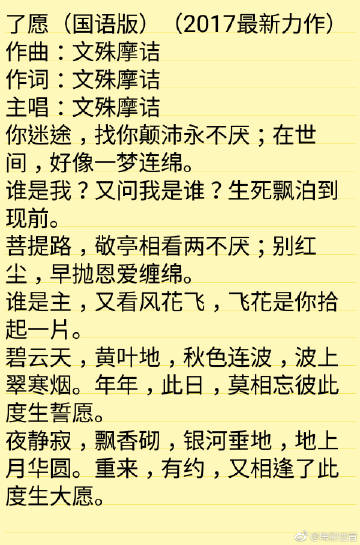 了愿（国语版）（2017最新力作）
作曲：文殊摩诘
作词：文殊摩诘
主唱：文殊摩诘
你迷途，找你颠沛永不厌；在世
间，好像一梦连绵。
谁是我？又问我是谁？生死飘泊到
现前。
菩提路，敬亭相看两不厌；别红
尘，早抛恩爱缠绵。
谁是主，又看风花飞，飞花是你拾
起一片。
碧云天，黄叶地，秋色连波，波上
翠寒烟。年年，此日，莫相忘彼此
度生誓愿。
夜静寂，飘香砌，银河垂地，地上
月华圆。重来，有约，又相逢了此
度生大愿。